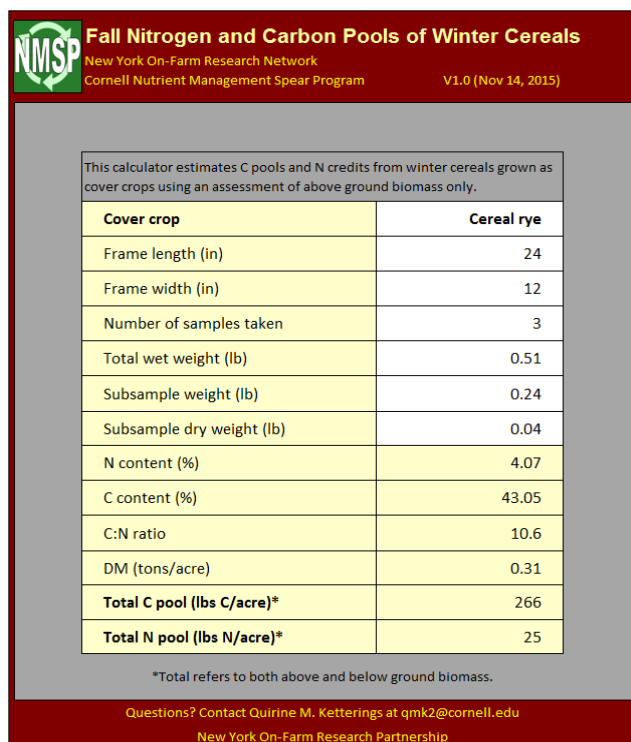 NMSP
Fall Nitrogen and Carbon Pools of Winter Cereals
New York On-Farm Research Network
Cornell Nutrient Management Spear Program V1.0 (Nov 14, 2015)
This calculator estimates C pools and N credits from winter cereals grown as
cover crops using an assessment of above ground biomass only.
Cover crop Cereal rye
Frame length (in) 24
Frame width (in) 12
Number of samples taken 3
Total wet weight (lb) 0.51
Subsample weight (lb) 0.24
Subsample dry weight (lb) 0.04
N content (%) 4.07
C content (%) 43.05
C:N ratio 10.6
DM (tons/acre) 0.31
Total C pool (lbs C/acre)* 266
Total N pool (lbs N/acre)* 25
*Total refers to both above and below ground biomass.
Questions? Contact Quirine M. Ketterings at qmk2@cornell.edu
New York On-Farm Research Partnership